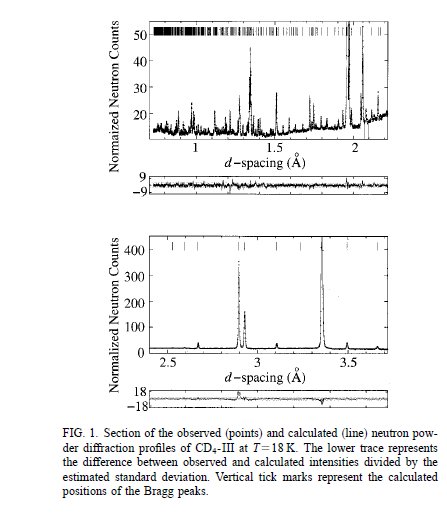 Normaized Neutron Counts
50
40
30
20
1
1.5
2
d-spacing (Å)
9
-9
Normalized Neutron Counts
400
300
200
100
0
2.5
3
3.5
d-spacing (Å)
18
-18
FIG. 1. Section of the observed (points) and calculated (line) neutron pow-
der diffraction profiles of CD₄-III at T=18 K. The lower trace represents
the difference between observed and calculated intensities divided by the
estimated standard deviation. Vertical tick marks represent the calculated
positions of the Bragg peaks.